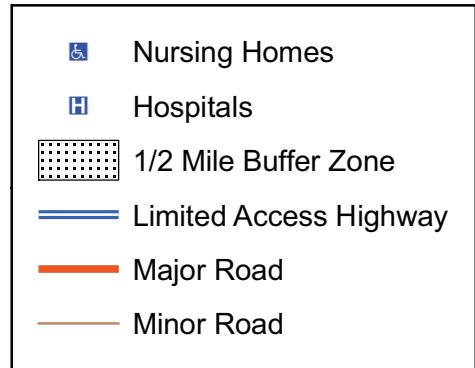 Nursing Homes
H Hospitals
1/2 Mile Buffer Zone
Limited Access Highway
Major Road
Minor Road